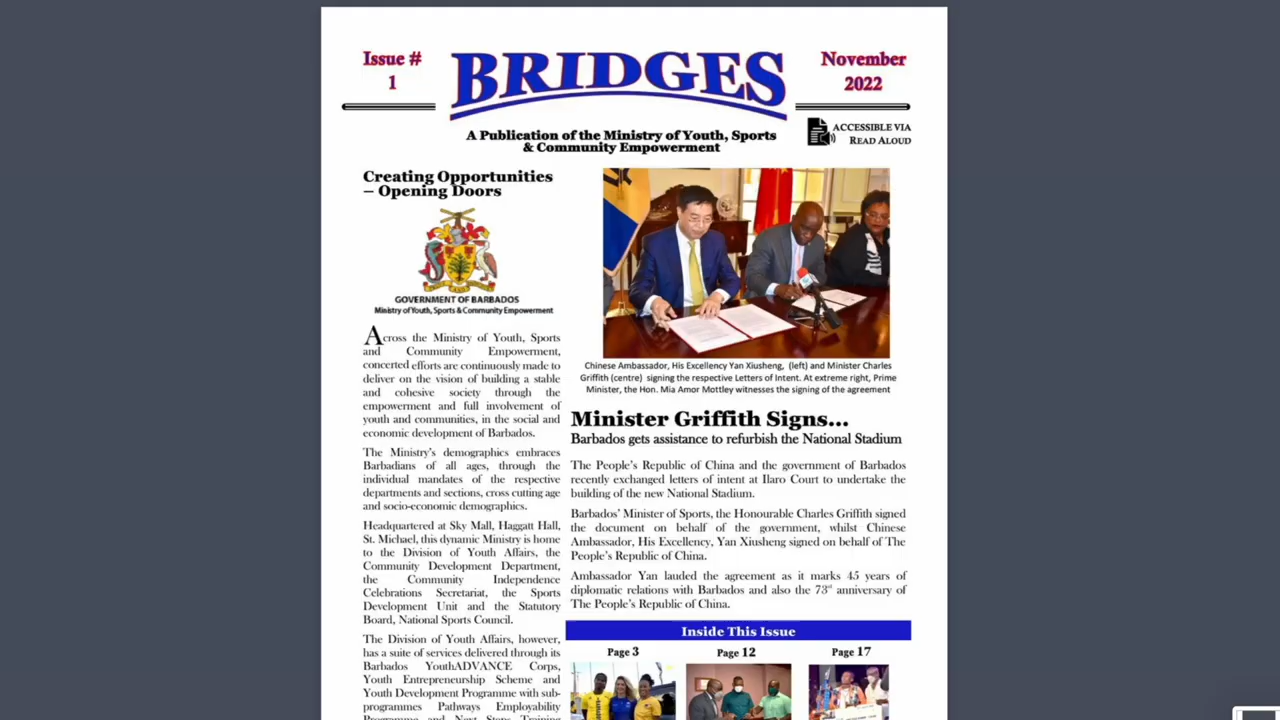 Issue #
1
BRIDGES
November
2022
A Publication of the Ministry of Youth, Sports
& Community Empowerment
ACCESSIBLE VIA
READ ALOUD
Creating Opportunities
– Opening Doors
GOVERNMENT OF BARBADOS
Ministry of Youth, Sports & Community Empowerment
Across the Ministry of Youth, Sports
and Community Empowerment,
concerted efforts are continuously made to
deliver on the vision of building a stable
and cohesive society through the
empowerment and full involvement of
youth and communities, in the social and
economic development of Barbados.
The Ministry's demographics embraces
Barbadians of all ages, through the
individual mandates of the respective
departments and sections, cross cutting age
and socio-economic demographics.
Headquartered at Sky Mall, Haggatt Hall,
St. Michael, this dynamic Ministry is home
to the Division of Youth Affairs, the
Community Development Department,
the Community Independence
Celebrations Secretariat, the Sports
Development Unit and the Statutory
Board, National Sports Council.
The Division of Youth Affairs, however,
has a suite of services delivered through its
Barbados YouthADVANCE Corps,
Youth Entrepreneurship Scheme and
Youth Development Programme with sub-
programmes Pathways Employability
Programme and Next Steps Training
Chinese Ambassador, His Excellency Yan Xiusheng, (left) and Minister Charles
Griffith (centre) signing the respective Letters of Intent. At extreme right, Prime
Minister, the Hon. Mia Amor Mottley witnesses the signing of the agreement
Minister Griffith Signs...
Barbados gets assistance to refurbish the National Stadium
The People's Republic of China and the government of Barbados
recently exchanged letters of intent at Ilaro Court to undertake the
building of the new National Stadium.
Barbados' Minister of Sports, the Honourable Charles Griffith signed
the document on behalf of the government, whilst Chinese
Ambassador, His Excellency, Yan Xiusheng signed on behalf of The
People's Republic of China.
Ambassador Yan lauded the agreement as it marks 45 years of
diplomatic relations with Barbados and also the 73rd anniversary of
The People's Republic of China.
Inside This Issue
Page 3
Page 12
Page 17